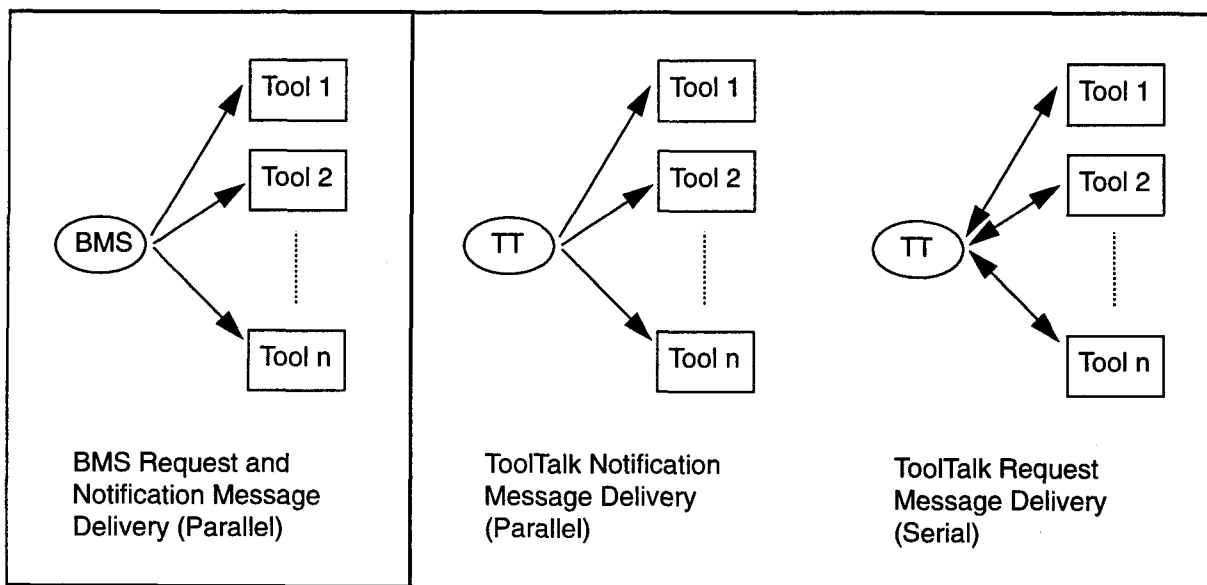 Tool 1
Tool 2
BMS
Tool n
BMS Request and
Notification Message
Delivery (Parallel)
Tool 1
Tool 2
TT
Tool n
ToolTalk Notification
Message Delivery
(Parallel)
Tool 1
Tool 2
TT
Tool n
ToolTalk Request
Message Delivery
(Serial)